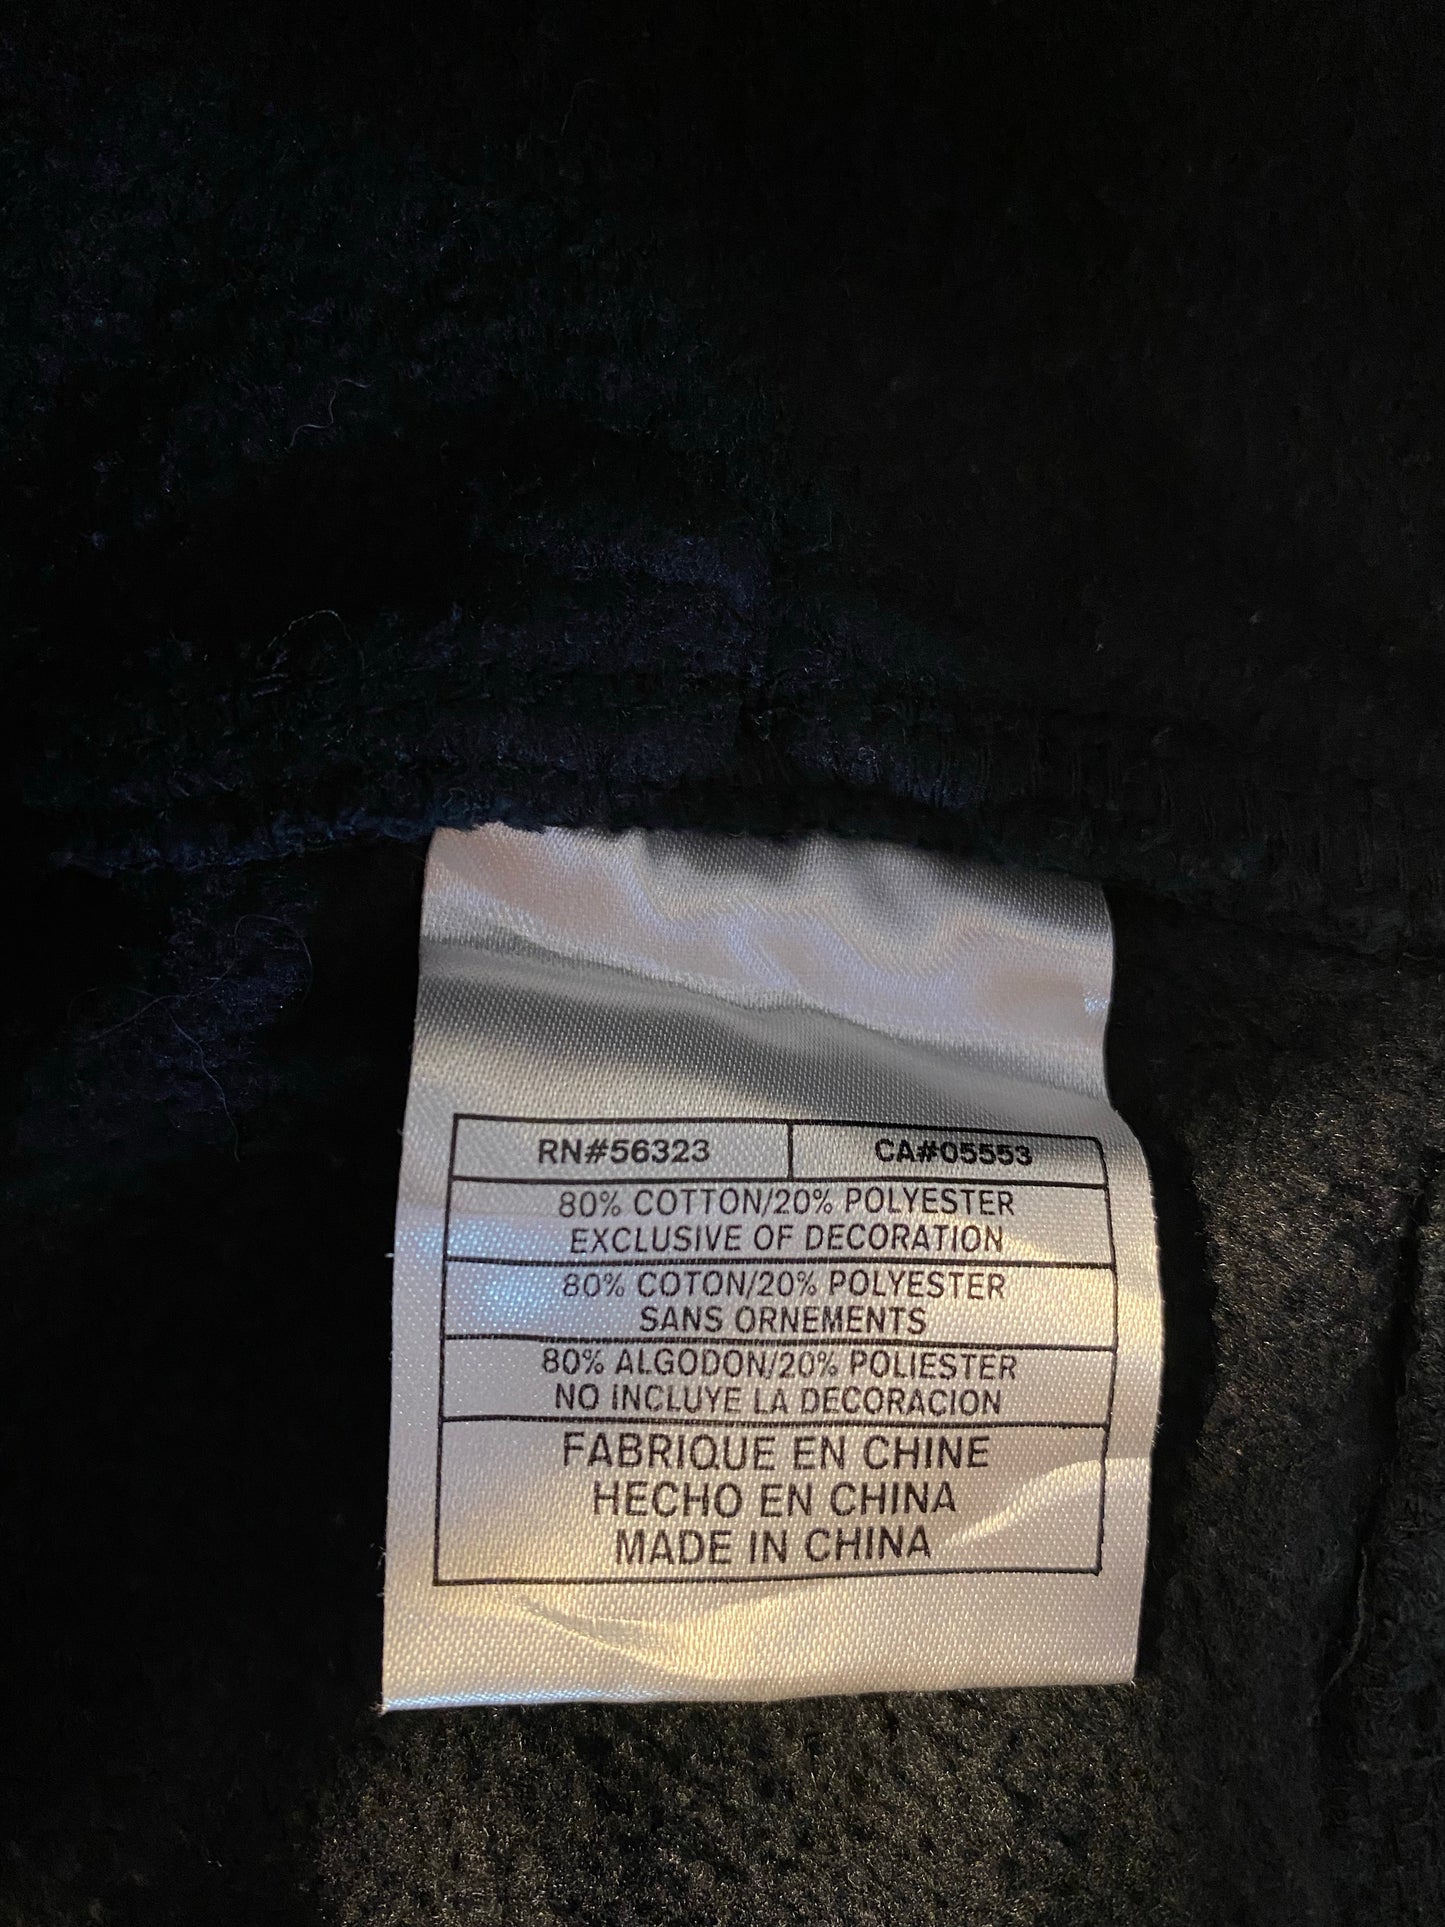 RN#56323 CA#05553
80% COTTON/20% POLYESTER
EXCLUSIVE OF DECORATION
80% COTON/20% POLYESTER
SANS ORNEMENTS
80% ALGODON/20% POLIESTER
NO INCLUYE LA DECORACION
FABRIQUE EN CHINE
HECHO EN CHINA
MADE IN CHINA